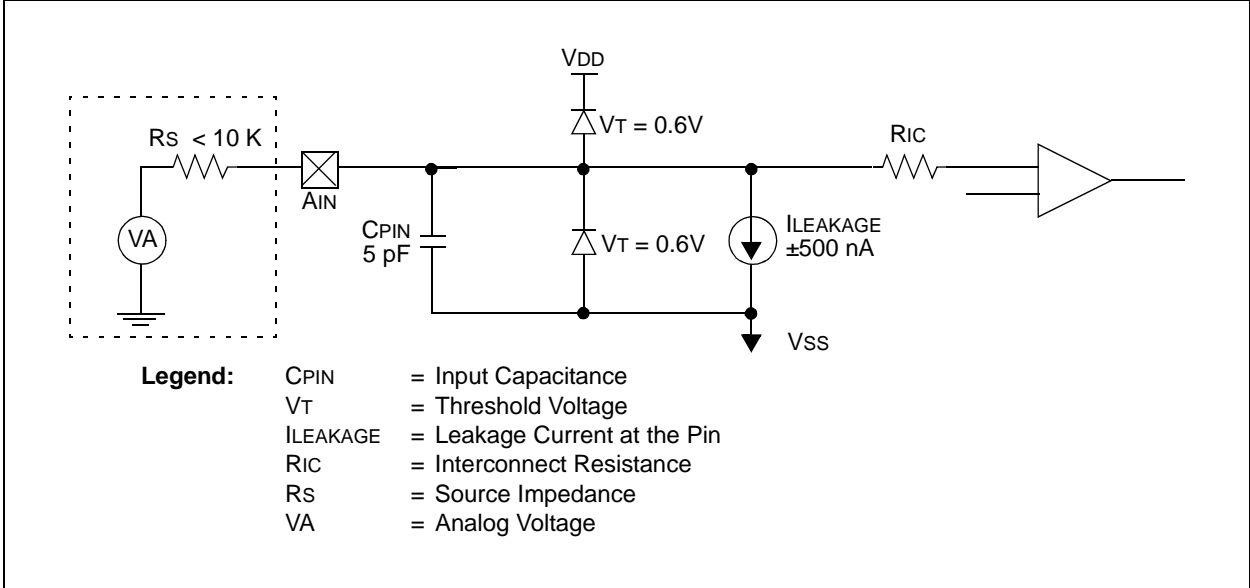 VDD
VT = 0.6V
RS < 10 K
RIC
AIN
VA
CPIN
5 pF
VT = 0.6V
ILEAKAGE
±500 nA
VSS
Legend: CPIN = Input Capacitance
VT = Threshold Voltage
ILEAKAGE = Leakage Current at the Pin
RIC = Interconnect Resistance
RS = Source Impedance
VA = Analog Voltage